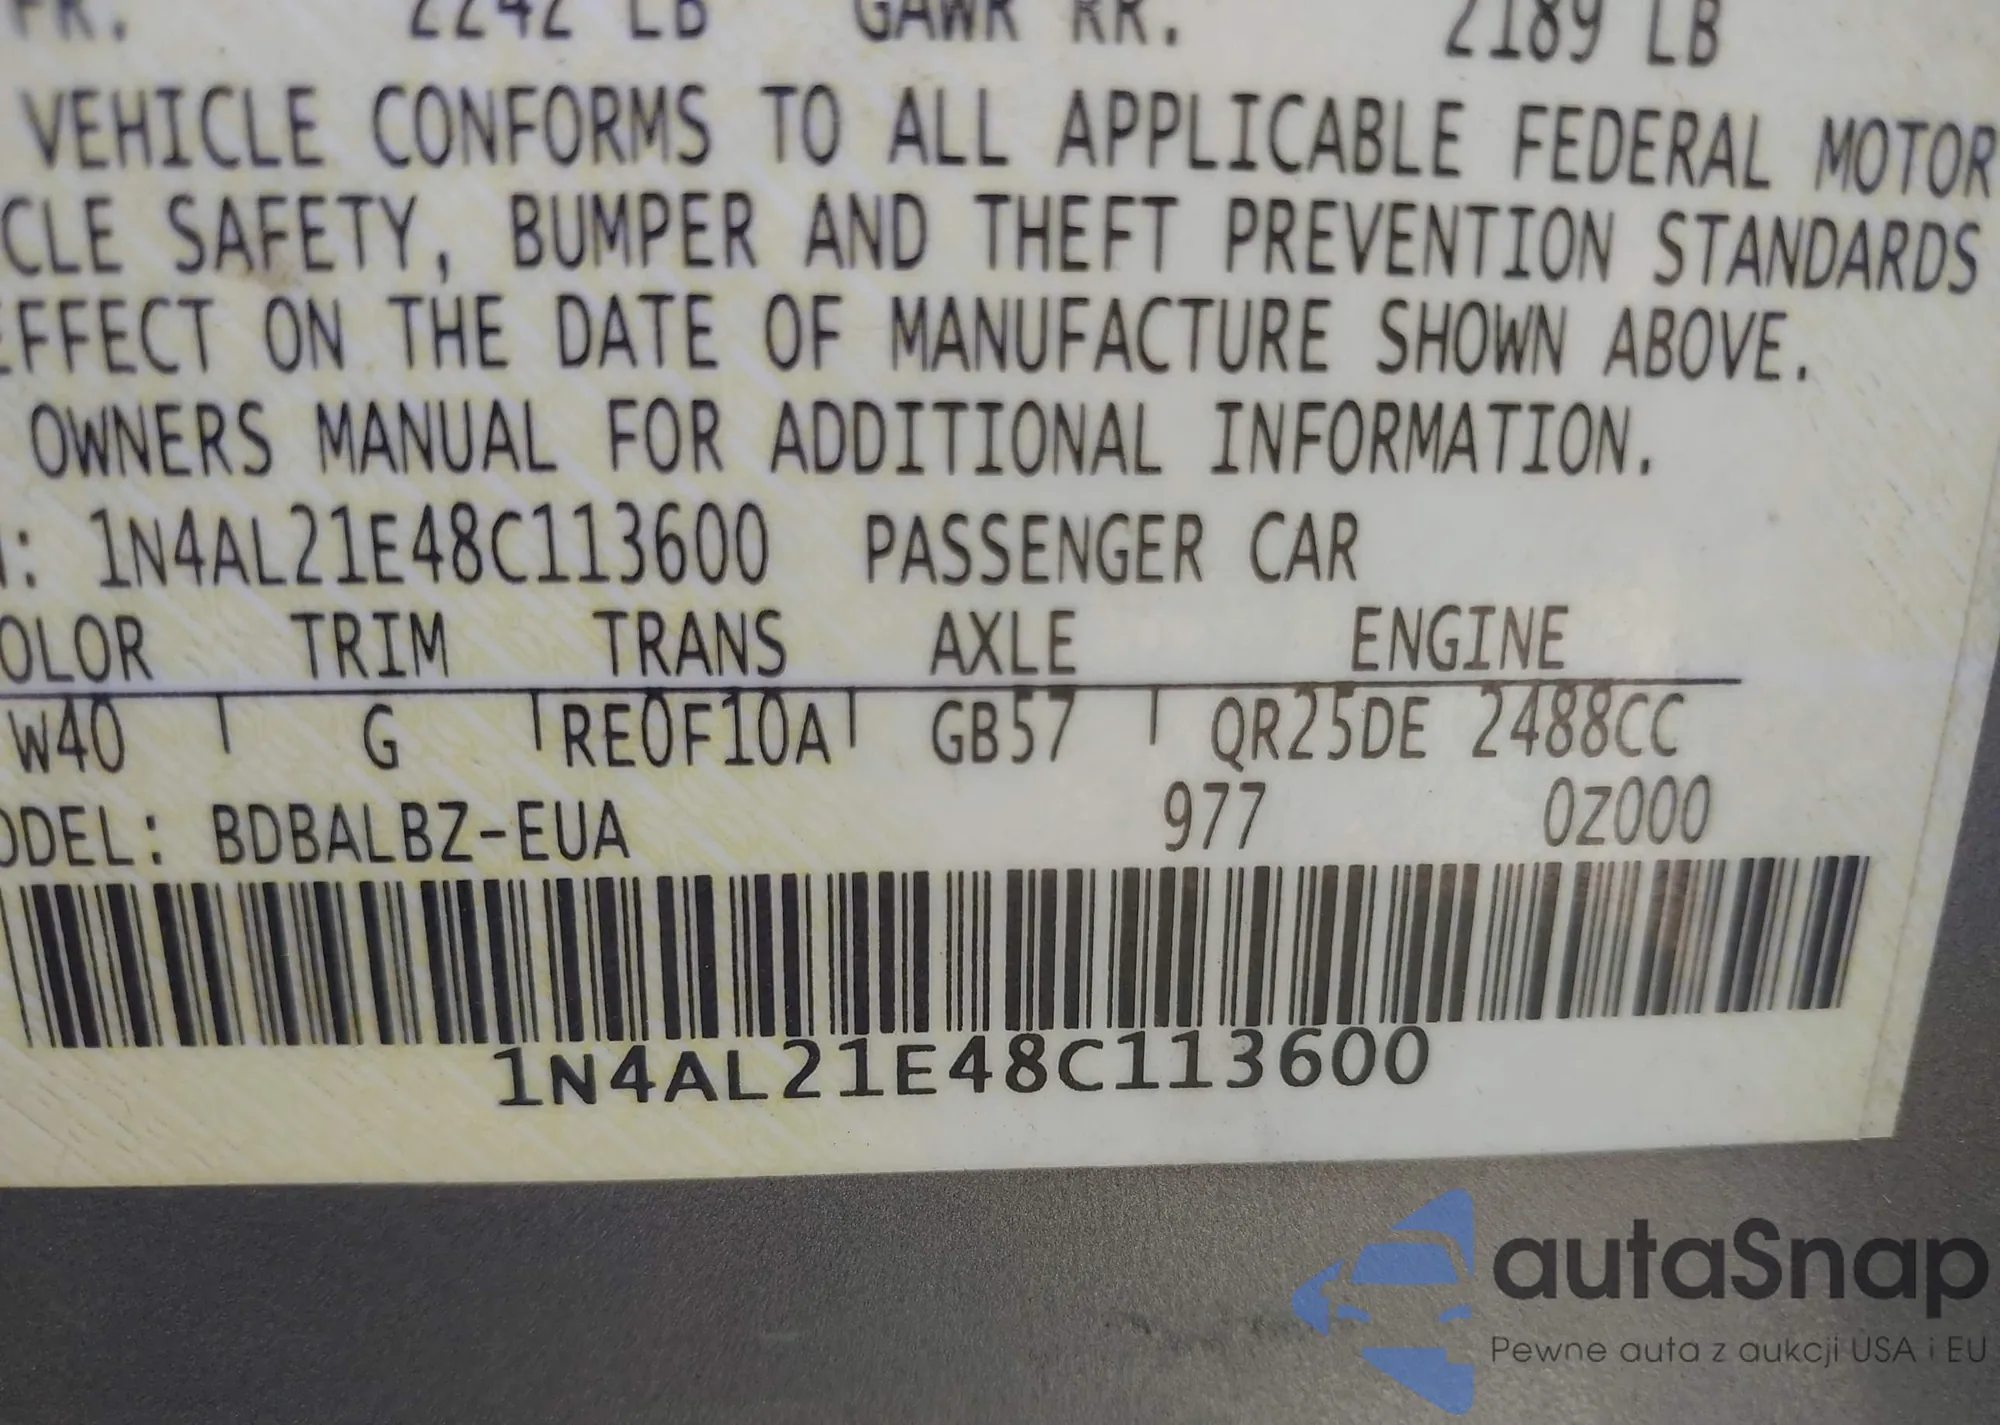 FR. 2242 LB GAWR RR. 2189 LB
VEHICLE CONFORMS TO ALL APPLICABLE FEDERAL MOTOR
CLE SAFETY, BUMPER AND THEFT PREVENTION STANDARDS
EFFECT ON THE DATE OF MANUFACTURE SHOWN ABOVE.
OWNERS MANUAL FOR ADDITIONAL INFORMATION.
N: 1N4AL21E48C113600 PASSENGER CAR
OLOR TRIM TRANS AXLE ENGINE
W40 G RE0F10A GB57 QR25DE 2488CC
ODEL: BDBALBZ-EUA 977 0Z000
1N4AL21E48C113600
autaSnap
Pewne auta z aukcji USA i EU